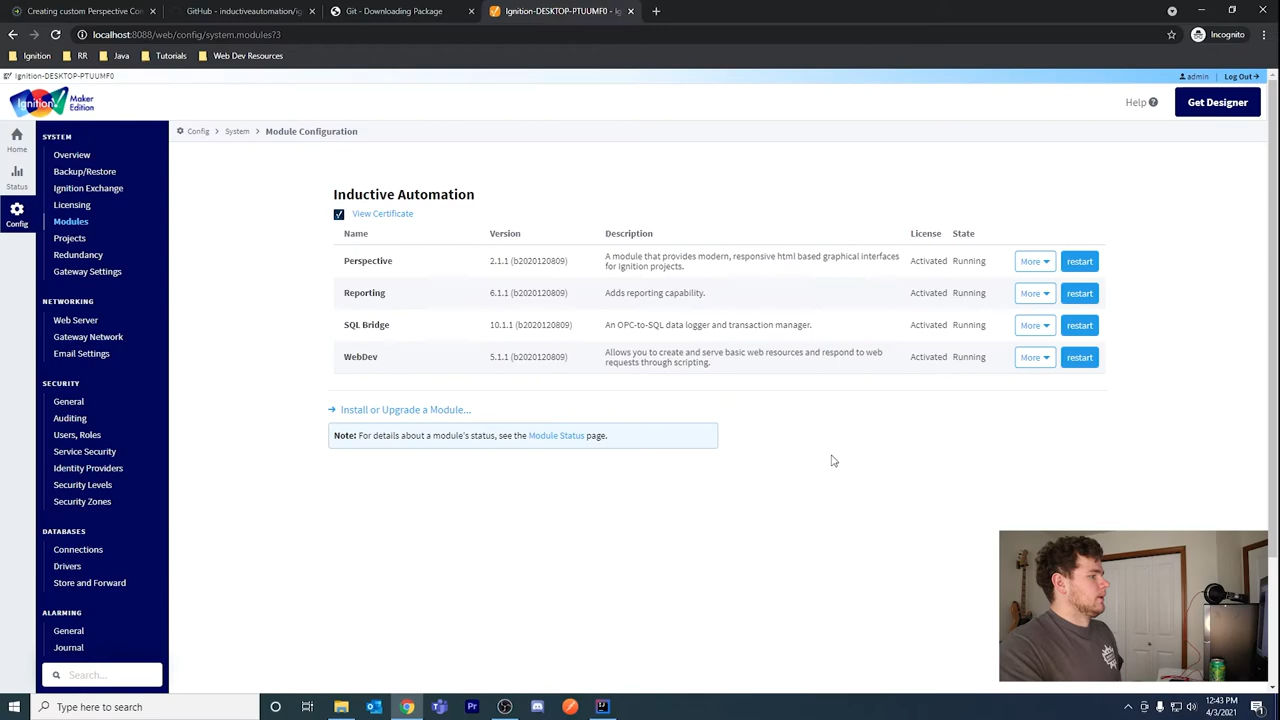 Creating custom Perspective Con
GitHub - inductiveautomation/ig
Git - Downloading Package
Ignition-DESKTOP-PTUUMF0 - Ig
localhost:8088/web/config/system.modules?3
Incognito
Ignition
RR
Java
Tutorials
Web Dev Resources
Ignition-DESKTOP-PTUUMF0
admin
Log Out
Ignition
Maker
Edition
Help
Get Designer
Home
Status
Config
SYSTEM
Overview
Backup/Restore
Ignition Exchange
Licensing
Modules
Projects
Redundancy
Gateway Settings
NETWORKING
Web Server
Gateway Network
Email Settings
SECURITY
General
Auditing
Users, Roles
Service Security
Identity Providers
Security Levels
Security Zones
DATABASES
Connections
Drivers
Store and Forward
ALARMING
General
Journal
Search...
Config > System > Module Configuration
Inductive Automation
View Certificate
Name Version Description License State
Perspective 2.1.1 (b2020120809) A module that provides modern, responsive html based graphical interfaces Activated Running More restart
for Ignition projects.
Reporting 6.1.1 (b2020120809) Adds reporting capability. Activated Running More restart
SQL Bridge 10.1.1 (b2020120809) An OPC-to-SQL data logger and transaction manager. Activated Running More restart
WebDev 5.1.1 (b2020120809) Allows you to create and serve basic web resources and respond to web Activated Running More restart
requests through scripting.
Install or Upgrade a Module...
Note: For details about a module's status, see the Module Status page.
Type here to search
12:43 PM
4/3/2021